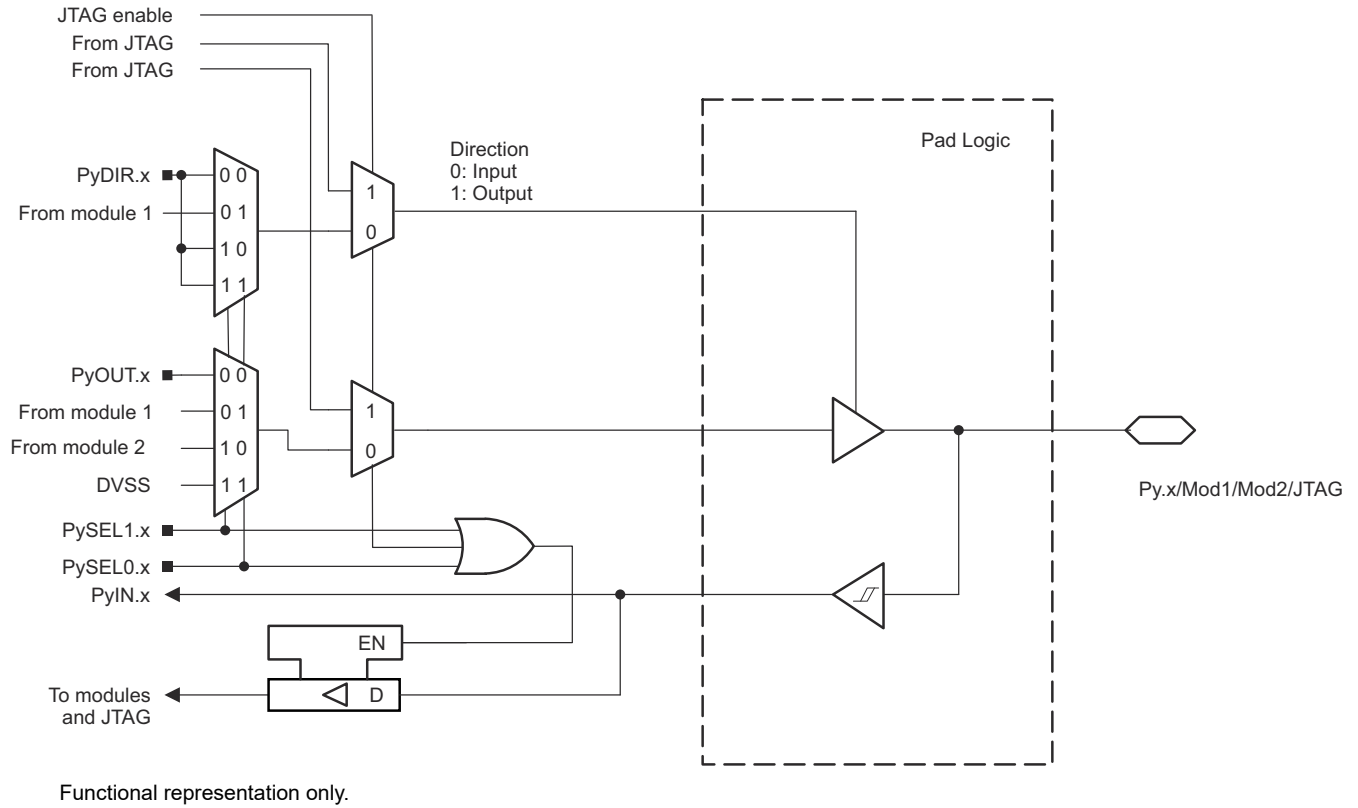 JTAG enable
From JTAG
From JTAG
Direction
0: Input
1: Output
Pad Logic
PyDIR.x
From module 1
0 0
0 1
1 0
1 1
1
0
PyOUT.x
From module 1
From module 2
DVSS
0 0
0 1
1 0
1 1
1
0
Py.x/Mod1/Mod2/JTAG
PySEL1.x
PySEL0.x
PyIN.x
EN
D
To modules
and JTAG
Functional representation only.